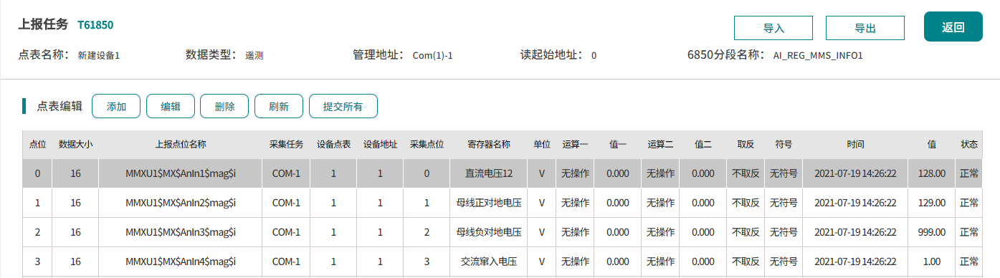 上报任务 T61850 导入 导出 返回
点表名称： 新建设备1 数据类型： 遥测 管理地址： Com(1)-1 读起始地址： 0 6850分段名称： AI_REG_MMS_INFO1
点表编辑 添加 编辑 删除 刷新 提交所有
点位 数据大小 上报点位名称 采集任务 设备点表 设备地址 采集点位 寄存器名称 单位 运算一 值一 运算二 值二 取反 符号 时间 值 状态
0 16 MMXU1$MX$AnIn1$mag$i COM-1 1 1 0 直流电压12 V 无操作 0.000 无操作 0.000 不取反 无符号 2021-07-19 14:26:22 128.00 正常
1 16 MMXU1$MX$AnIn2$mag$i COM-1 1 1 1 母线正对地电压 V 无操作 0.000 无操作 0.000 不取反 无符号 2021-07-19 14:26:22 129.00 正常
2 16 MMXU1$MX$AnIn3$mag$i COM-1 1 1 2 母线负对地电压 V 无操作 0.000 无操作 0.000 不取反 无符号 2021-07-19 14:26:22 999.00 正常
3 16 MMXU1$MX$AnIn4$mag$i COM-1 1 1 3 交流窜入电压 V 无操作 0.000 无操作 0.000 不取反 无符号 2021-07-19 14:26:22 1.00 正常